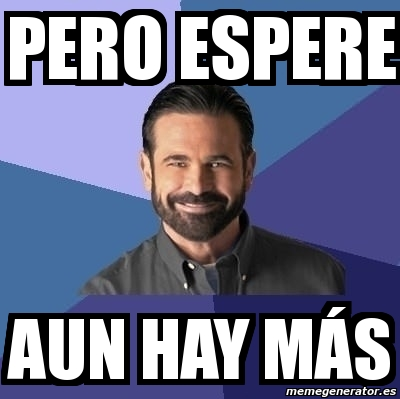 PERO ESPERE
AUN HAY MÁS
memegenerator.es